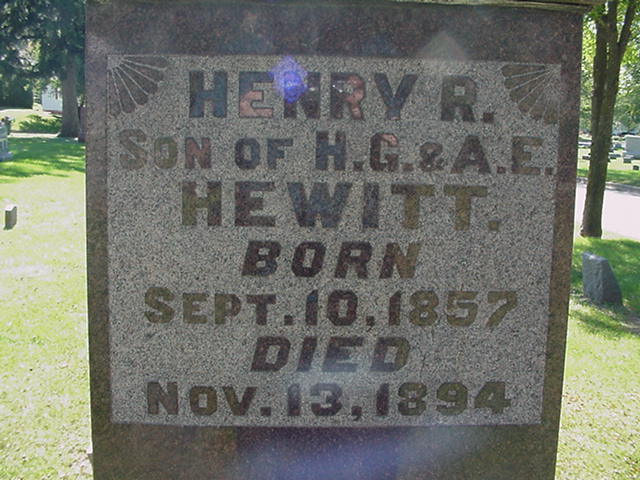 HENRY R.
SON OF H.G. & A.E.
HEWITT.
BORN
SEPT. 10, 1857
DIED
NOV. 13, 1894